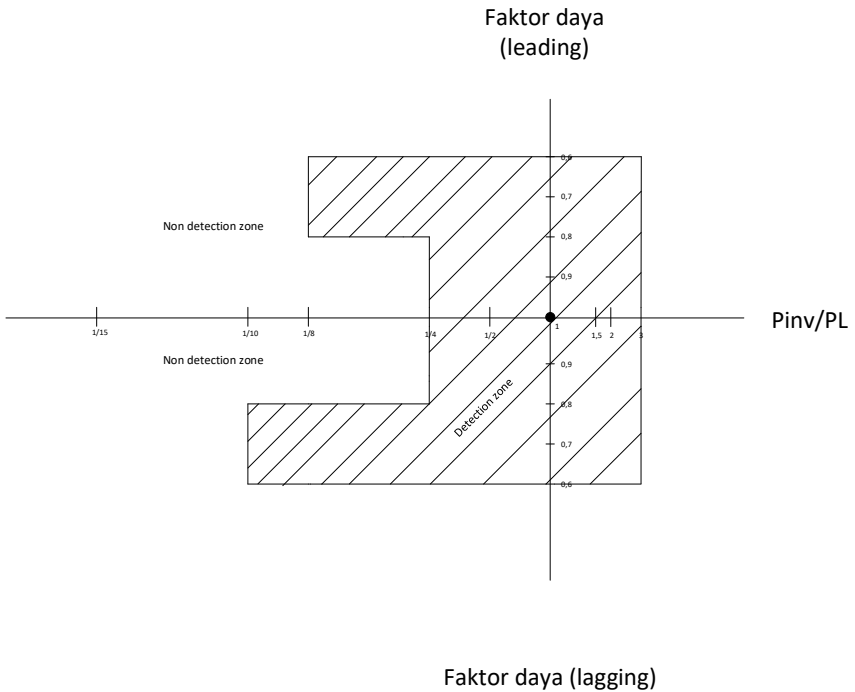 Faktor daya
(leading)
0,6
0,7
Non detection zone
0,8
0,9
Pinv/PL
1/15
1/10
1/8
1/4
1/2
1
1,5
2
3
Non detection zone
0,9
Detection zone
0,8
0,7
0,6
Faktor daya (lagging)